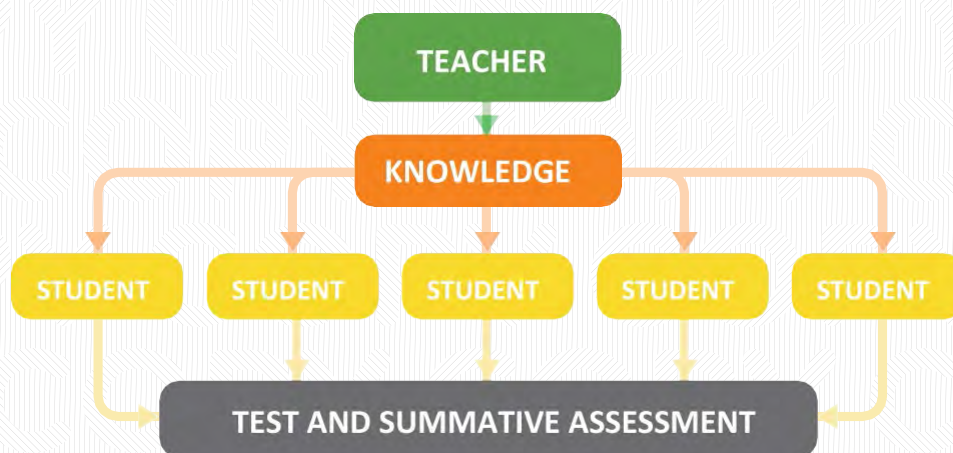 TEACHER
KNOWLEDGE
STUDENT
STUDENT
STUDENT
STUDENT
STUDENT
TEST AND SUMMATIVE ASSESSMENT